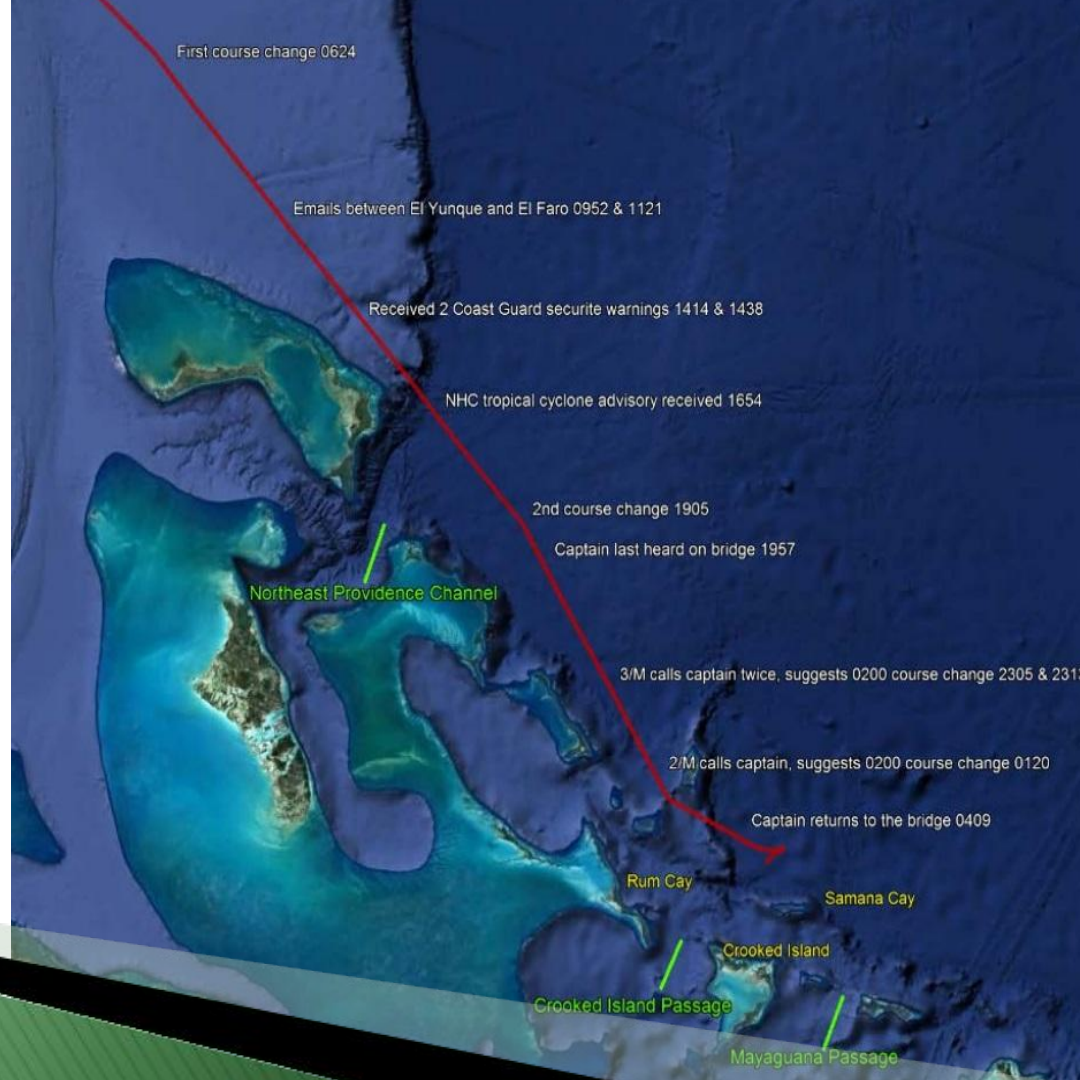 First course change 0624
Emails between El Yunque and El Faro 0952 & 1121
Received 2 Coast Guard securite warnings 1414 & 1438
NHC tropical cyclone advisory received 1654
2nd course change 1905
Captain last heard on bridge 1957
Northeast Providence Channel
3/M calls captain twice, suggests 0200 course change 2305 & 2313
2/M calls captain, suggests 0200 course change 0120
Captain returns to the bridge 0409
Rum Cay
Samana Cay
Crooked Island
Crooked Island Passage
Mayaguana Passage